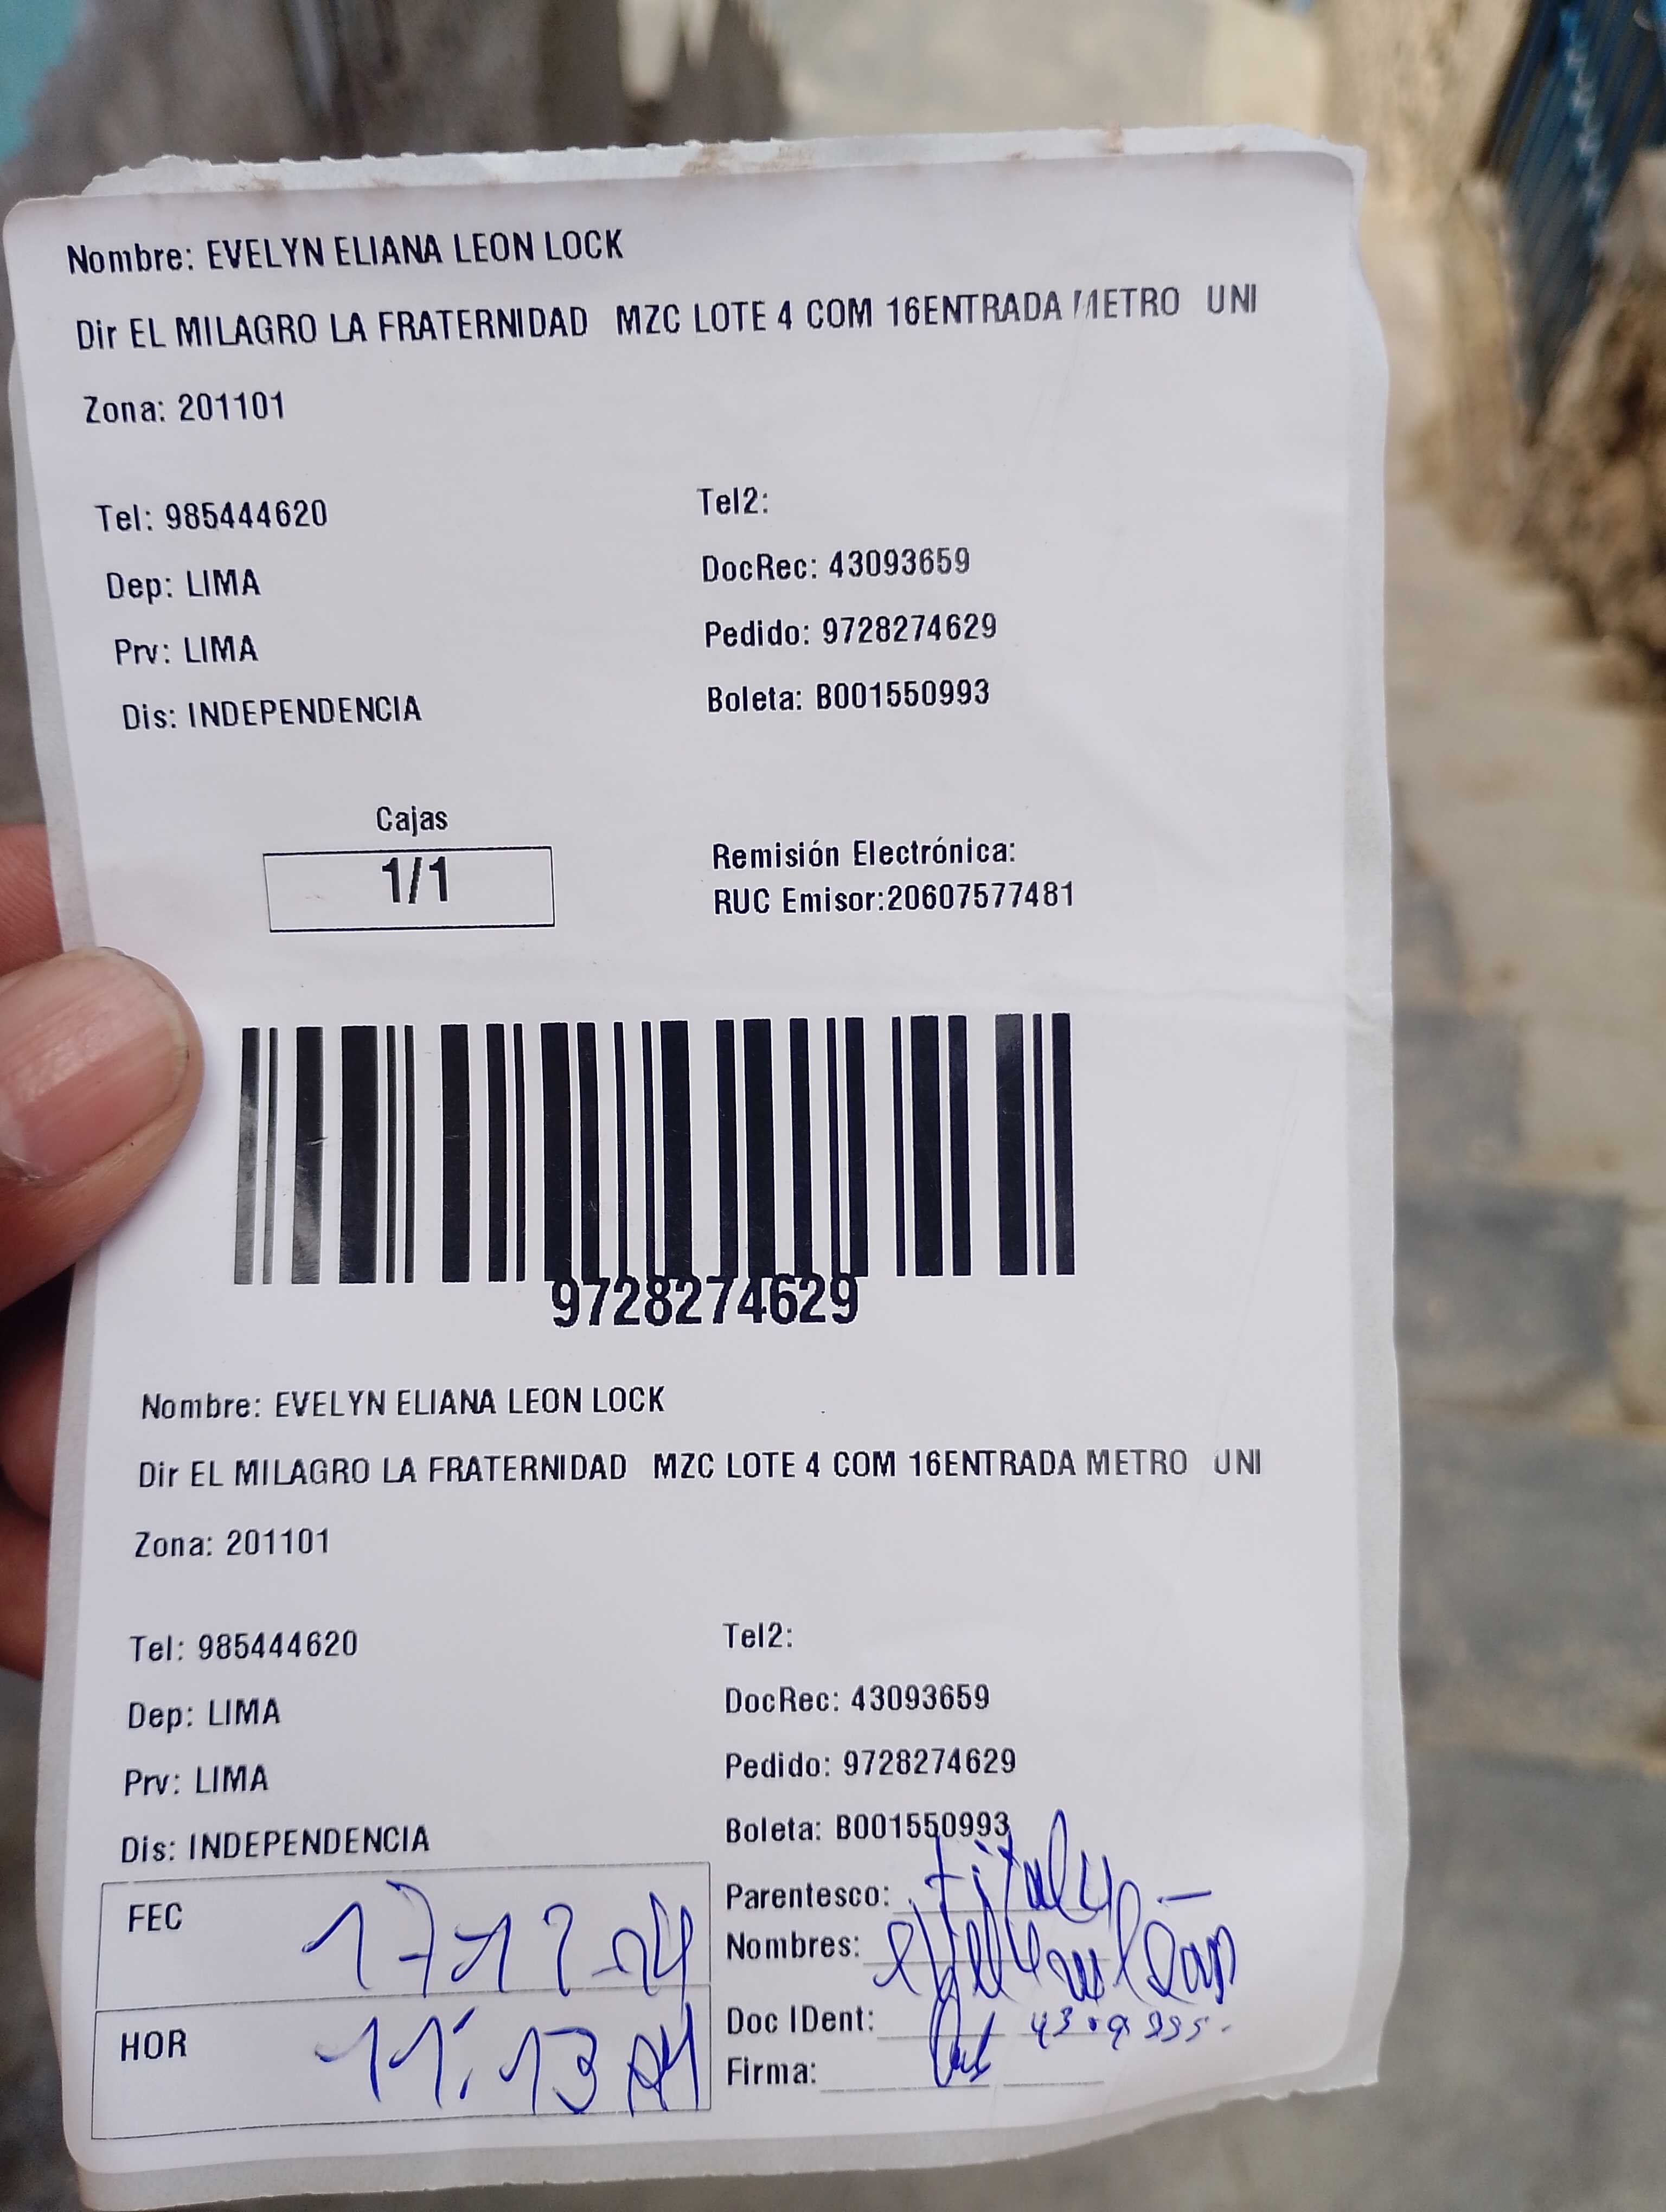 Nombre: EVELYN ELIANA LEON LOCK
Dir EL MILAGRO LA FRATERNIDAD MZC LOTE 4 COM 16ENTRADA METRO UNI
Zona: 201101
Tel: 985444620
Tel2:
Dep: LIMA
DocRec: 43093659
Prv: LIMA
Pedido: 9728274629
Dis: INDEPENDENCIA
Boleta: B001550993
Cajas
1/1
Remisión Electrónica:
RUC Emisor:20607577481
9728274629
Nombre: EVELYN ELIANA LEON LOCK
Dir EL MILAGRO LA FRATERNIDAD MZC LOTE 4 COM 16ENTRADA METRO UNI
Zona: 201101
Tel: 985444620
Tel2:
Dep: LIMA
DocRec: 43093659
Prv: LIMA
Pedido: 9728274629
Dis: INDEPENDENCIA
Boleta: B001550993
FEC 17-12-24
Parentesco:
Nombres:
HOR 11:13 AM
Doc IDent:
Firma: